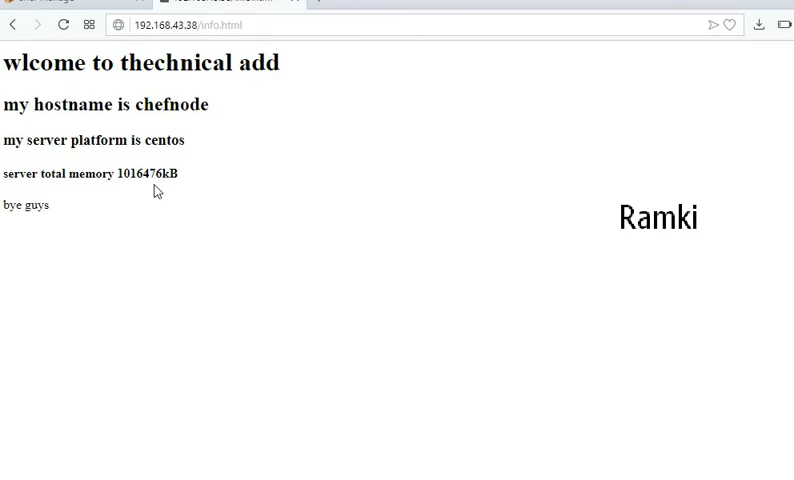 192.168.43.38/info.html
wlcome to thechnical add
my hostname is chefnode
my server platform is centos
server total memory 1016476kB
bye guys
Ramki